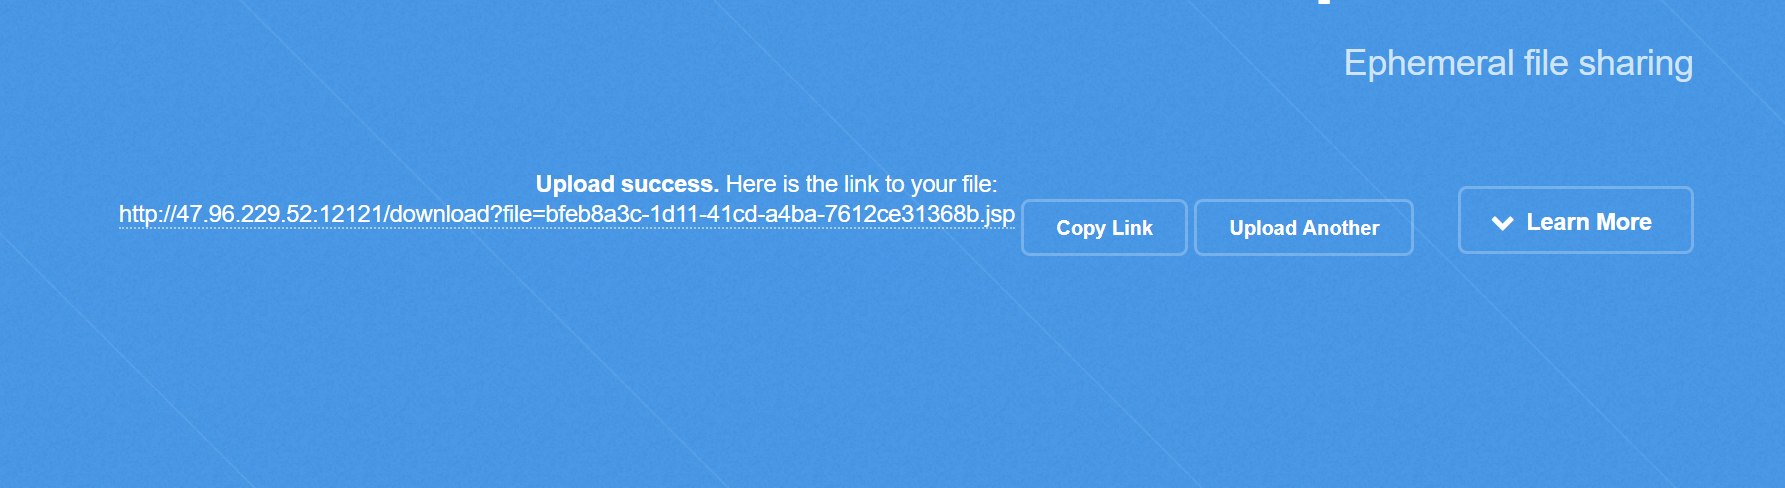 Ephemeral file sharing
Upload success. Here is the link to your file:
http://47.96.229.52:12121/download?file=bfeb8a3c-1d11-41cd-a4ba-7612ce31368b.jsp
Copy Link
Upload Another
Learn More